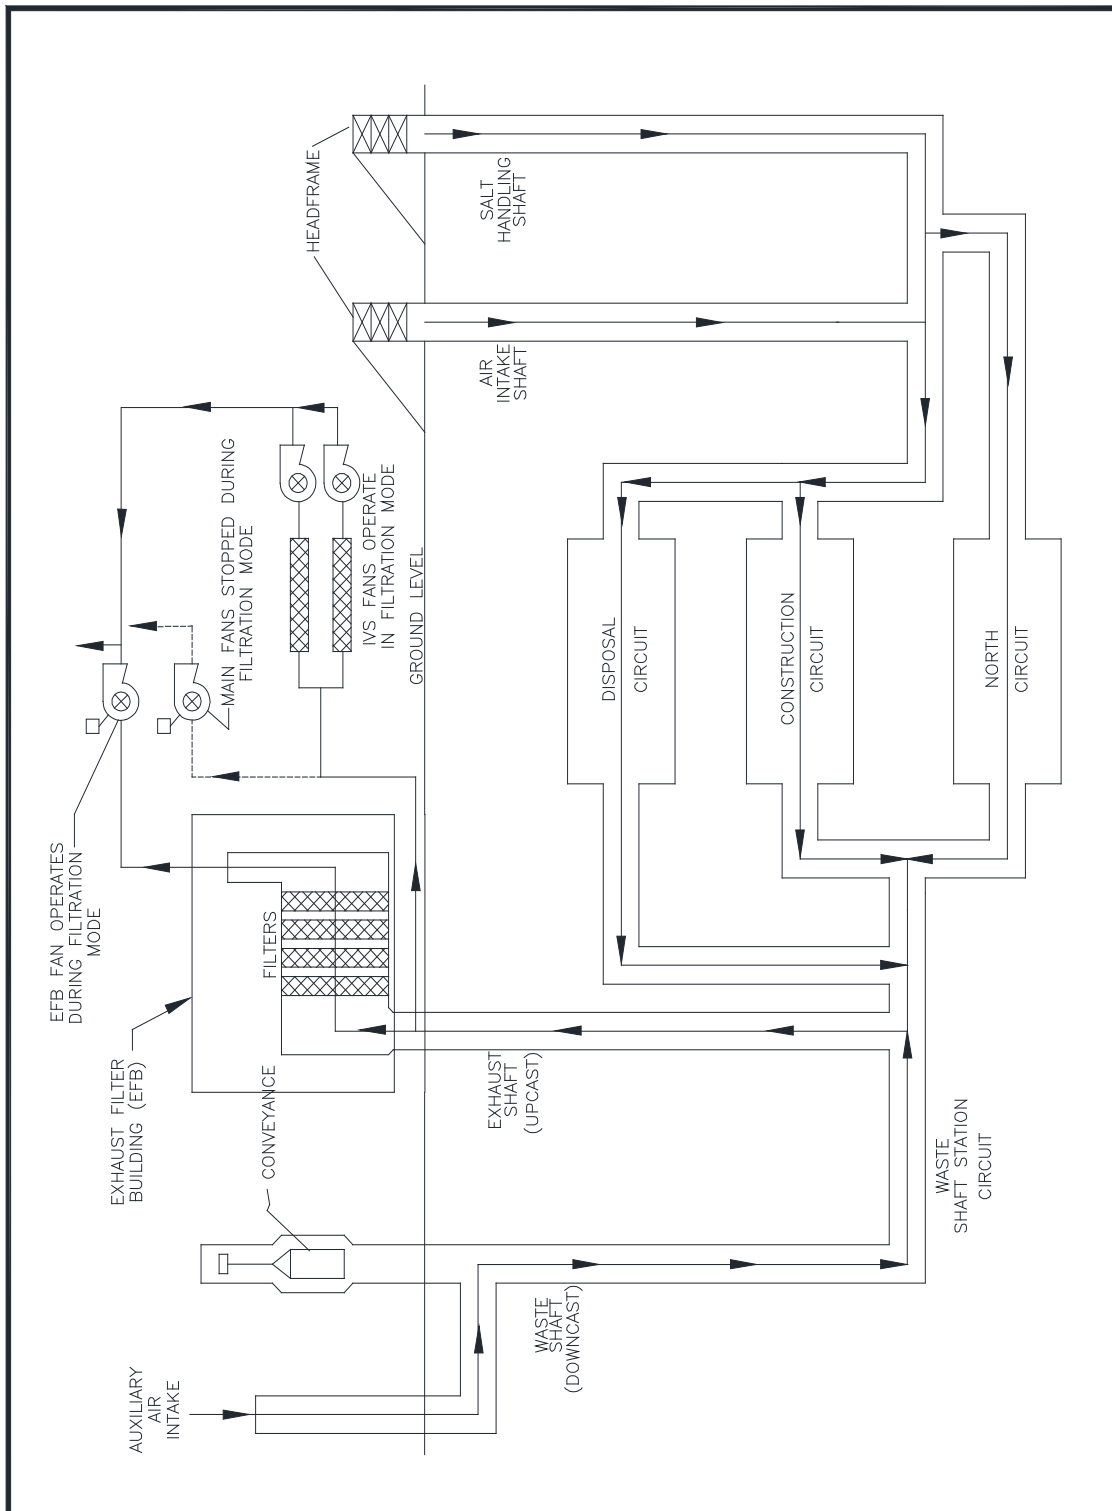 AUXILIARY
AIR
INTAKE
EXHAUST FILTER
BUILDING (EFB)
CONVEYANCE
EFB FAN OPERATES
DURING FILTRATION
MODE
FILTERS
MAIN FANS STOPPED DURING
FILTRATION MODE
IVS FANS OPERATE
IN FILTRATION MODE
GROUND LEVEL
HEADFRAME
WASTE
SHAFT
(DOWNCAST)
EXHAUST
SHAFT
(UPCAST)
AIR
INTAKE
SHAFT
SALT
HANDLING
SHAFT
DISPOSAL
CIRCUIT
CONSTRUCTION
CIRCUIT
NORTH
CIRCUIT
WASTE
SHAFT STATION
CIRCUIT